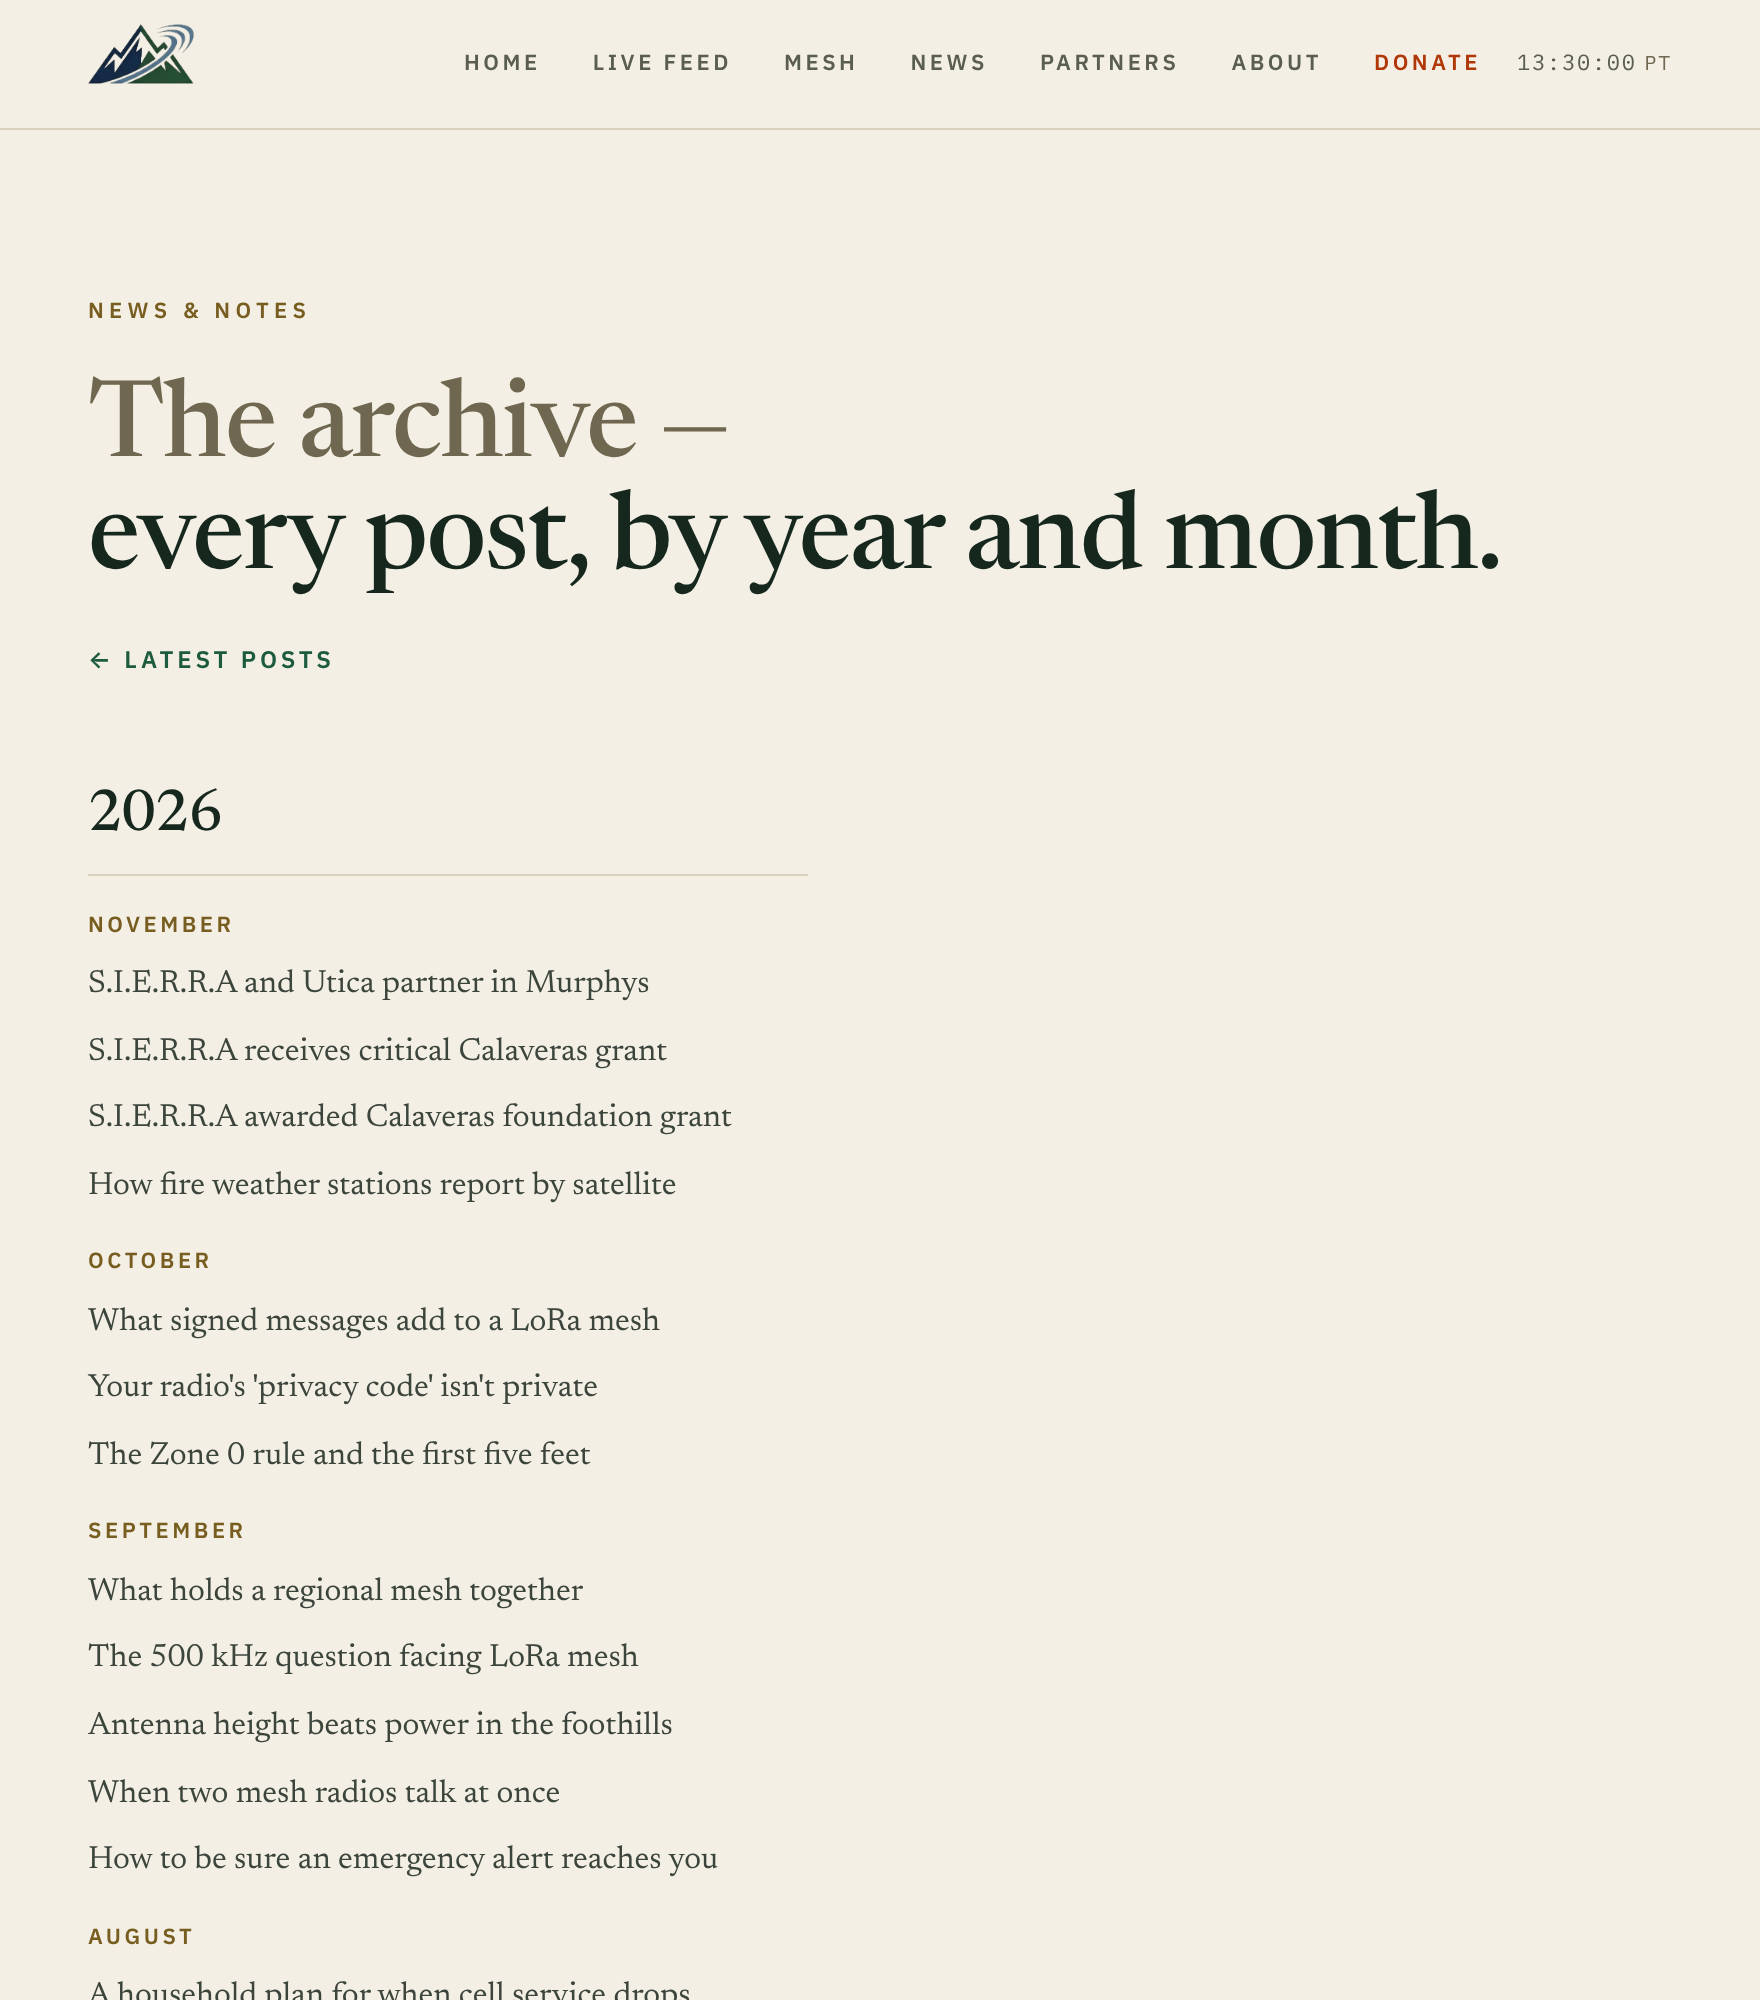 HOME LIVE FEED MESH NEWS PARTNERS ABOUT DONATE 13:30:00 PT
NEWS & NOTES
The archive —
every post, by year and month.
← LATEST POSTS
2026
NOVEMBER
S.I.E.R.R.A and Utica partner in Murphys
S.I.E.R.R.A receives critical Calaveras grant
S.I.E.R.R.A awarded Calaveras foundation grant
How fire weather stations report by satellite
OCTOBER
What signed messages add to a LoRa mesh
Your radio's 'privacy code' isn't private
The Zone 0 rule and the first five feet
SEPTEMBER
What holds a regional mesh together
The 500 kHz question facing LoRa mesh
Antenna height beats power in the foothills
When two mesh radios talk at once
How to be sure an emergency alert reaches you
AUGUST
A household plan for when cell service drops